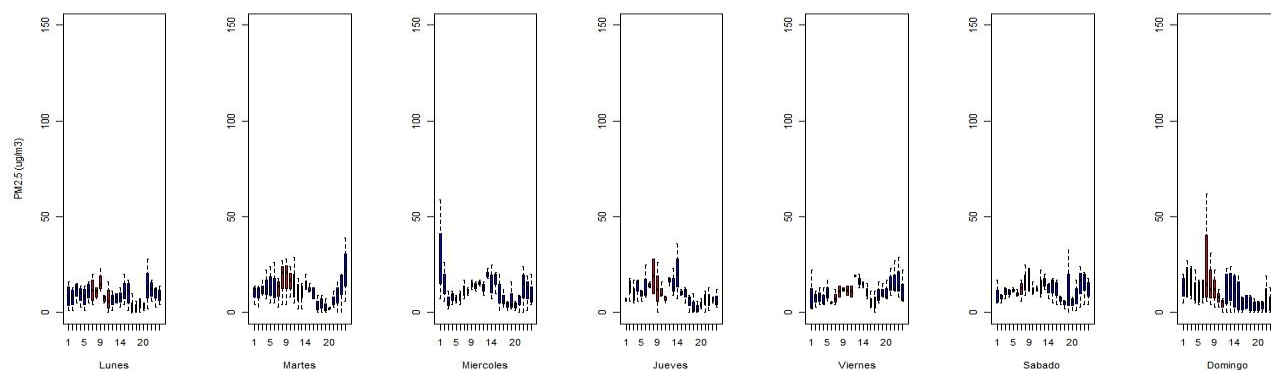 PM2.5 (ug/m3)
0 50 100 150
1 5 9 14 20
Lunes
0 50 100 150
1 5 9 14 20
Martes
0 50 100 150
1 5 9 14 20
Miercoles
0 50 100 150
1 5 9 14 20
Jueves
0 50 100 150
1 5 9 14 20
Viernes
0 50 100 150
1 5 9 14 20
Sabado
0 50 100 150
1 5 9 14 20
Domingo